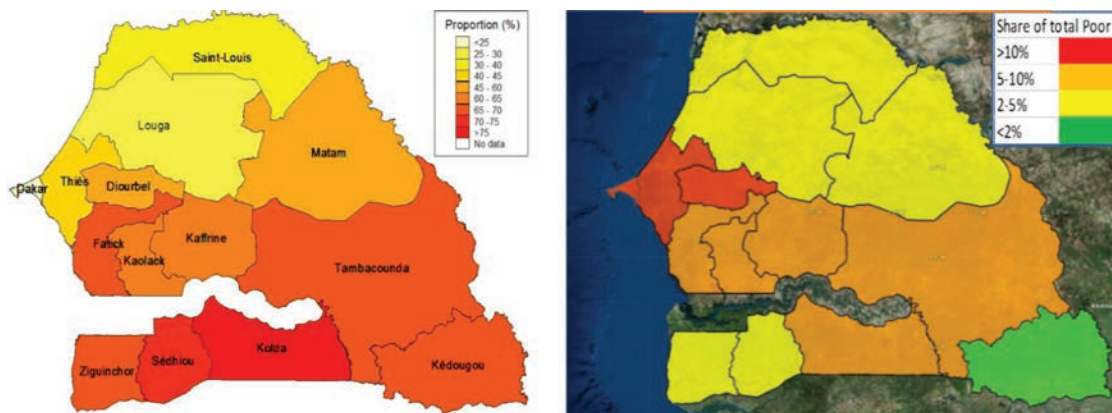 Proportion (%)
<25
25 - 30
30 - 40
40 - 45
45 - 60
60 - 65
65 - 70
70 - 75
>75
No data
Saint-Louis
Louga
Matam
Dakar
Thiés
Diourbel
Fatick
Kaolack
Kaffrine
Tambacounda
Ziguinchor
Sédhiou
Kolda
Kédougou
Share of total Poor
>10%
5-10%
2-5%
<2%